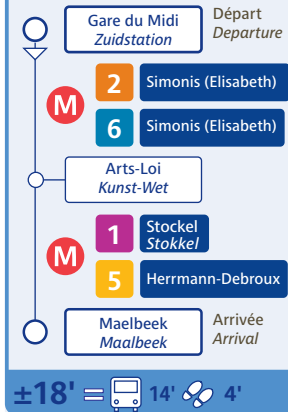 Gare du Midi
Zuidstation
Départ
Departure
M
2 Simonis (Elisabeth)
6 Simonis (Elisabeth)
Arts-Loi
Kunst-Wet
M
1 Stockel
Stokkel
5 Herrmann-Debroux
Maelbeek
Maalbeek
Arrivée
Arrival
±18' = 14' 4'